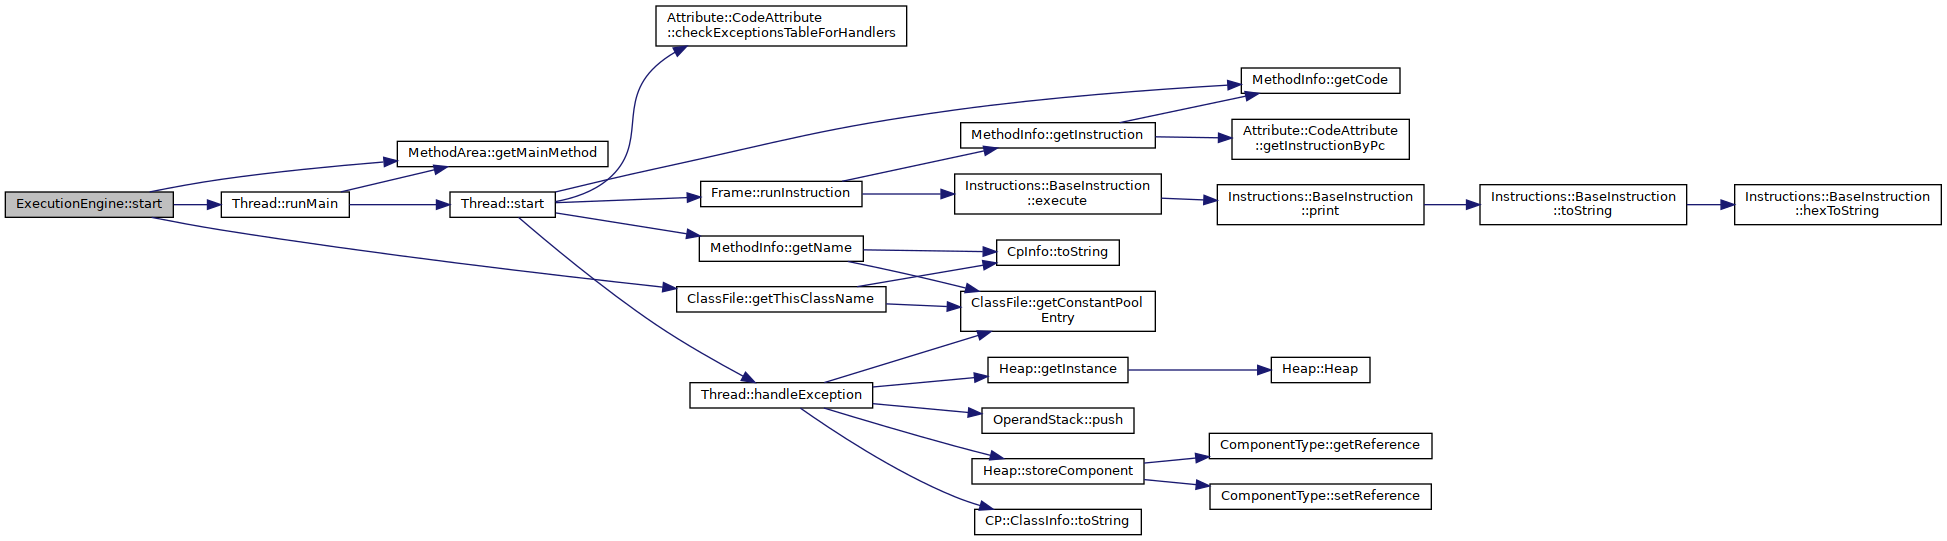 Attribute::CodeAttribute
::checkExceptionsTableForHandlers
MethodInfo::getCode
MethodInfo::getInstruction
Attribute::CodeAttribute
::getInstructionByPc
MethodArea::getMainMethod
Frame::runInstruction
Instructions::BaseInstruction
::execute
Instructions::BaseInstruction
::print
Instructions::BaseInstruction
::toString
Instructions::BaseInstruction
::hexToString
ExecutionEngine::start
Thread::runMain
Thread::start
MethodInfo::getName
CpInfo::toString
ClassFile::getThisClassName
ClassFile::getConstantPool
Entry
Heap::getInstance
Heap::Heap
Thread::handleException
OperandStack::push
ComponentType::getReference
Heap::storeComponent
ComponentType::setReference
CP::ClassInfo::toString